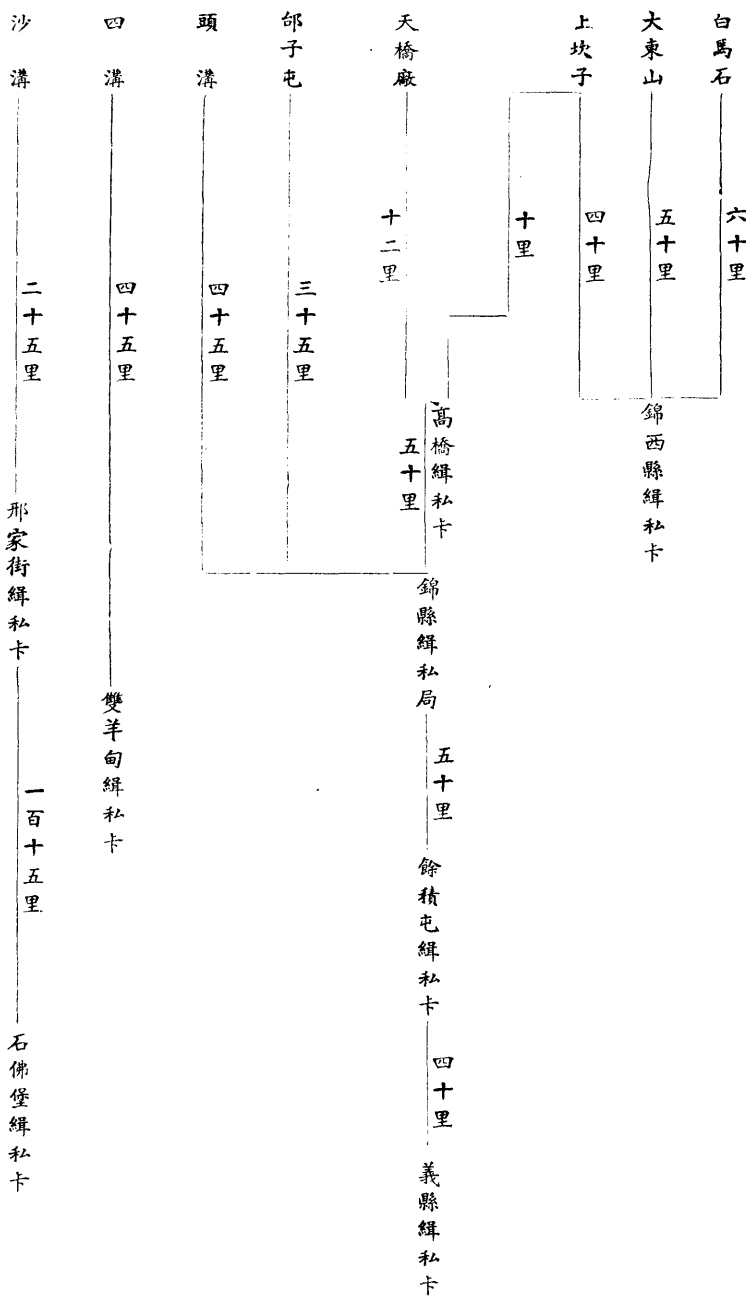 白馬石
六十里
大東山
五十里
錦西縣緝私卡
上坎子
四十里
十里
高橋緝私卡
天橋廠
十二里
五十里
錦縣緝私局
五十里
餘積屯緝私卡
四十里
義縣緝私卡
邰子屯
三十五里
頭溝
四十五里
四溝
四十五里
雙羊甸緝私卡
沙溝
二十五里
邢家街緝私卡
一百十五里
石佛堡緝私卡